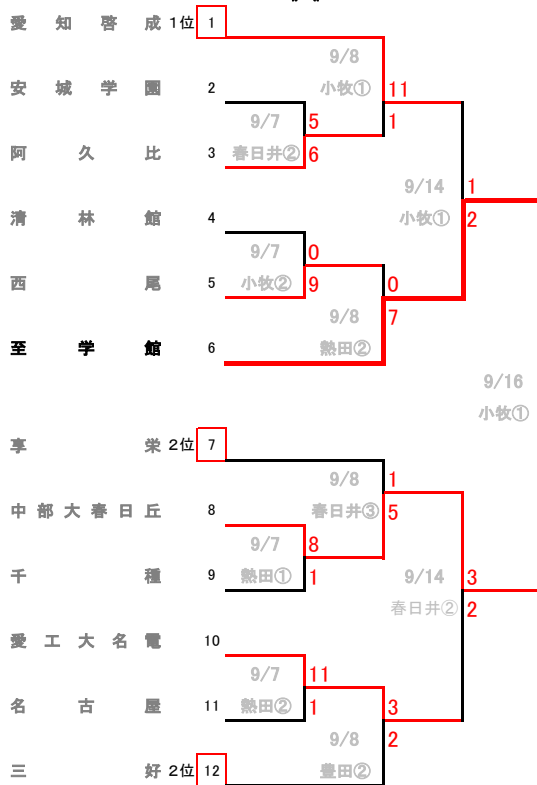 愛知啓成 1位 1
9/8
安城学園 2 小牧① 11
9/7 5 1
阿久比 3 春日井② 6
9/14 1
清林館 4 小牧① 2
9/7 0
西尾 5 小牧② 9 0
9/8 7
至学館 6 熱田②
9/16
小牧①
享栄 2位 7
9/8 1
中部大春日丘 8 春日井③ 5
9/7 8
千種 9 熱田① 1 9/14 3
春日井② 2
愛工大名電 10
9/7 11
名古屋 11 熱田② 1 3
9/8 2
三好 2位 12 豊田②